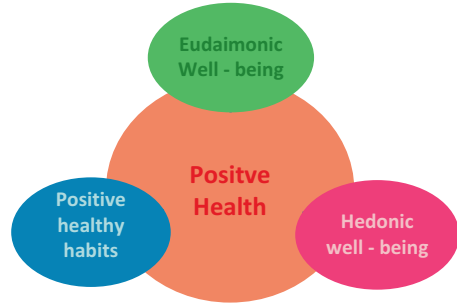 Eudaimonic
Well - being
Positve
Health
Positive
healthy
habits
Hedonic
well - being